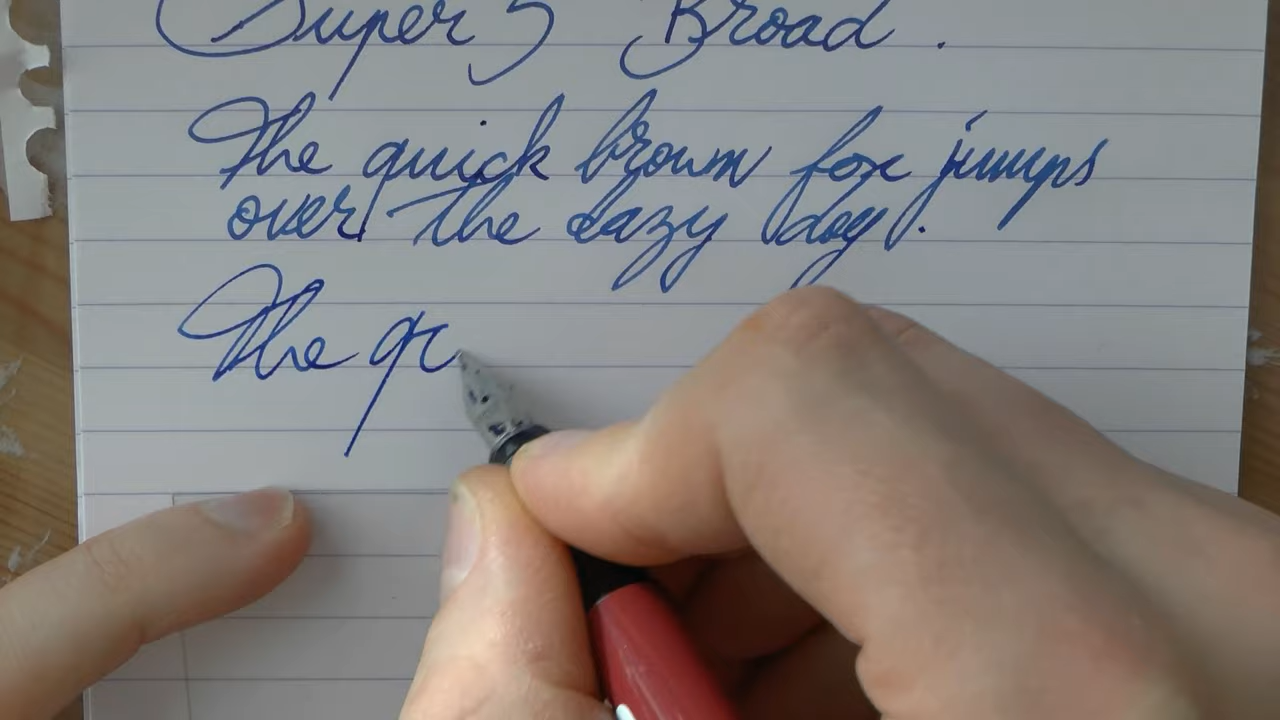 Super 5 Broad.
The quick brown fox jumps
over the lazy dog.
The qu